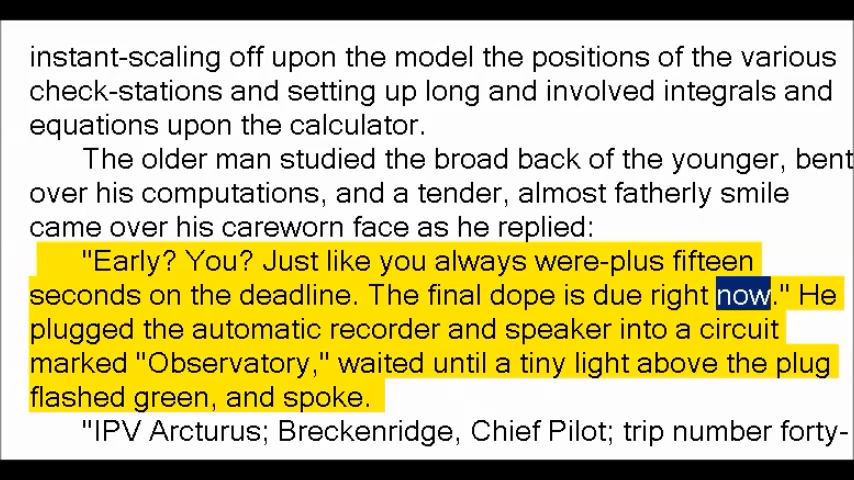 instant-scaling off upon the model the positions of the various
check-stations and setting up long and involved integrals and
equations upon the calculator.
The older man studied the broad back of the younger, bent
over his computations, and a tender, almost fatherly smile
came over his careworn face as he replied:
"Early? You? Just like you always were-plus fifteen
seconds on the deadline. The final dope is due right now." He
plugged the automatic recorder and speaker into a circuit
marked "Observatory," waited until a tiny light above the plug
flashed green, and spoke.
"IPV Arcturus; Breckenridge, Chief Pilot; trip number forty-